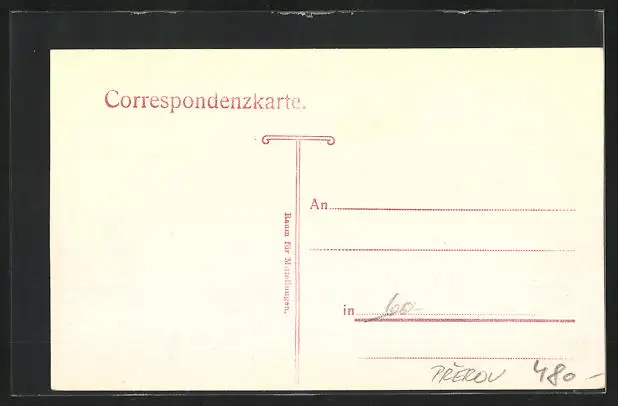 Correspondenzkarte.
Raum für Mitteilungen.
An
in 60-
PŘEROV 480-